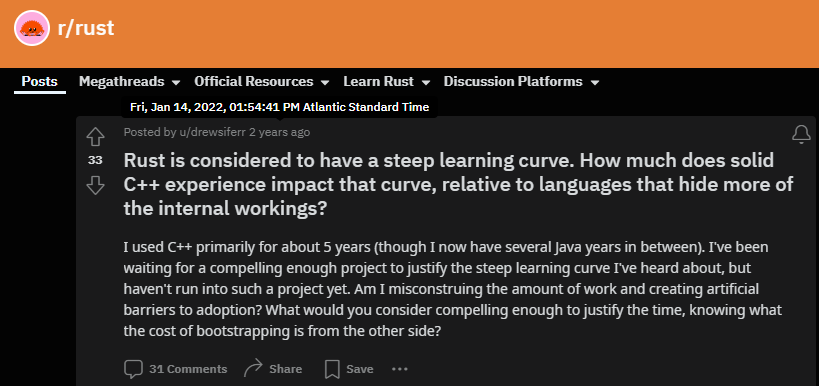 r/rust
Posts Megathreads Official Resources Learn Rust Discussion Platforms
Fri, Jan 14, 2022, 01:54:41 PM Atlantic Standard Time
Posted by u/drewsiferr 2 years ago
33
Rust is considered to have a steep learning curve. How much does solid
C++ experience impact that curve, relative to languages that hide more of
the internal workings?
I used C++ primarily for about 5 years (though I now have several Java years in between). I've been
waiting for a compelling enough project to justify the steep learning curve I've heard about, but
haven't run into such a project yet. Am I misconstruing the amount of work and creating artificial
barriers to adoption? What would you consider compelling enough to justify the time, knowing what
the cost of bootstrapping is from the other side?
31 Comments Share Save